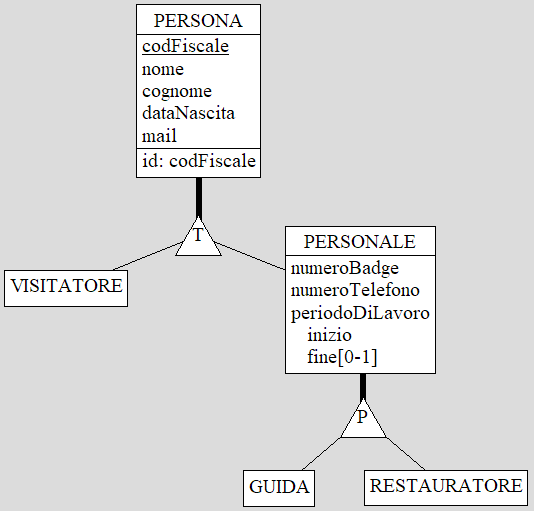 PERSONA
codFiscale
nome
cognome
dataNascita
mail
id: codFiscale
T
VISITATORE
PERSONALE
numeroBadge
numeroTelefono
periodoDiLavoro
inizio
fine[0-1]
P
GUIDA
RESTAURATORE